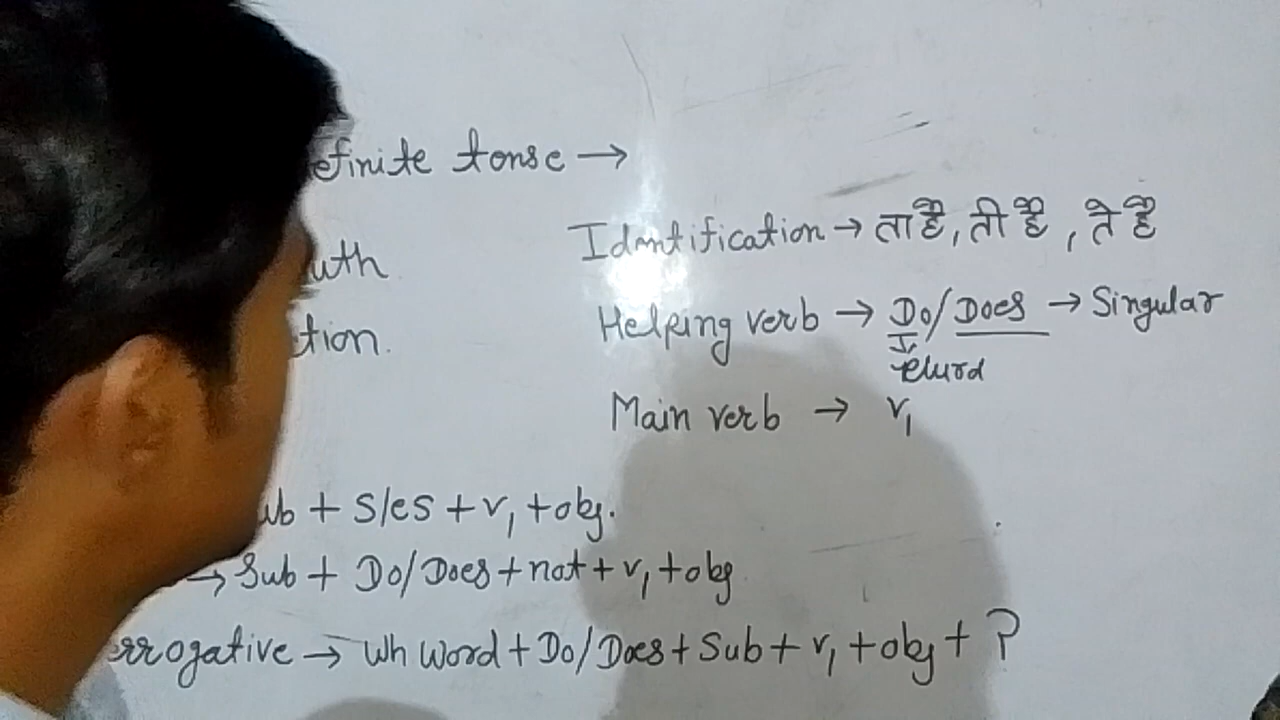 efinite tense →
Identification → ता है, ती है, ते है
uth
Helping verb → Do/Does → Singular
tion.
Main verb → V1
ub + S/es + V1 + obj.
→ Sub + Do/Does + not + V1 + obj
errogative → Wh Word + Do/Does + Sub + V1 + obj + ?